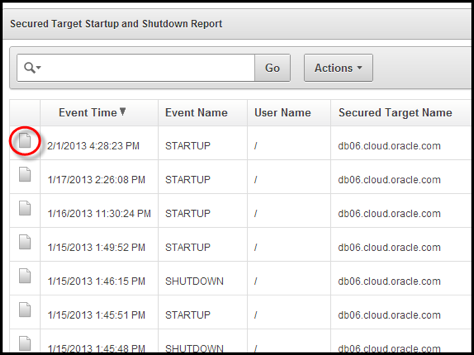 Secured Target Startup and Shutdown Report
Go Actions
Event Time Event Name User Name Secured Target Name
2/1/2013 4:28:23 PM STARTUP / db06.cloud.oracle.com
1/17/2013 2:26:08 PM STARTUP / db06.cloud.oracle.com
1/16/2013 11:30:24 PM STARTUP / db06.cloud.oracle.com
1/15/2013 1:49:52 PM STARTUP / db06.cloud.oracle.com
1/15/2013 1:46:15 PM SHUTDOWN / db06.cloud.oracle.com
1/15/2013 1:45:51 PM STARTUP / db06.cloud.oracle.com
1/15/2013 1:45:48 PM SHUTDOWN / db06.cloud.oracle.com